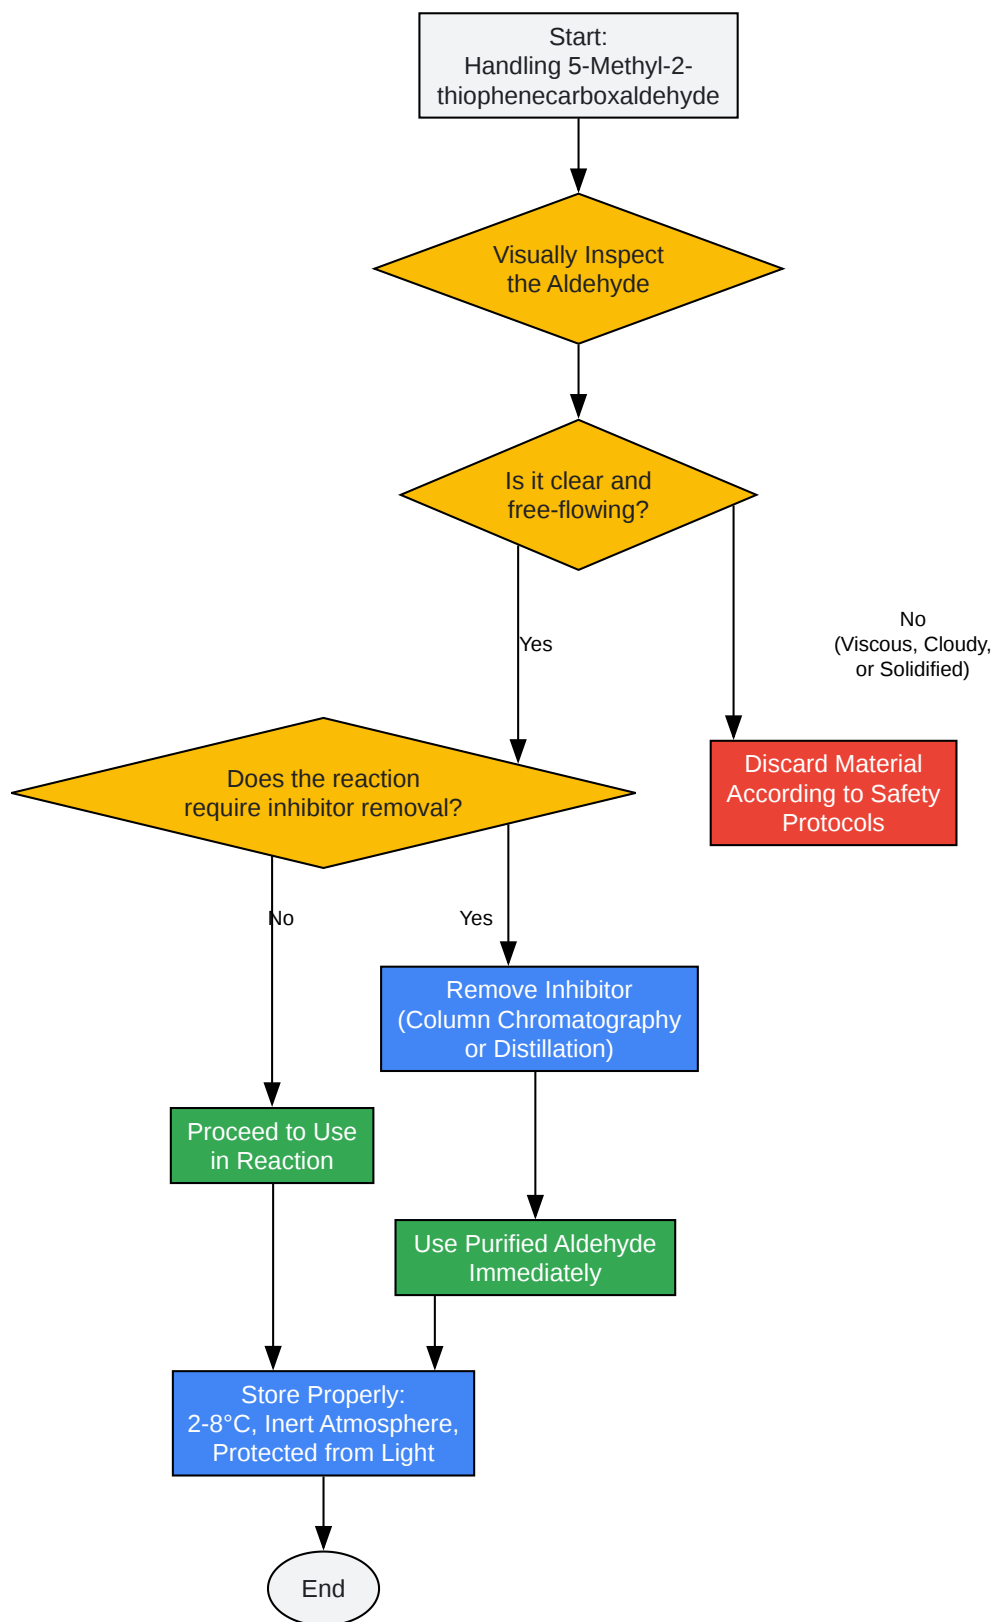 Start:
Handling 5-Methyl-2-
thiophenecarboxaldehyde
Visually Inspect
the Aldehyde
Is it clear and
free-flowing?
Yes
No
(Viscous, Cloudy,
or Solidified)
Does the reaction
require inhibitor removal?
Discard Material
According to Safety
Protocols
No
Yes
Remove Inhibitor
(Column Chromatography
or Distillation)
Proceed to Use
in Reaction
Use Purified Aldehyde
Immediately
Store Properly:
2-8°C, Inert Atmosphere,
Protected from Light
End